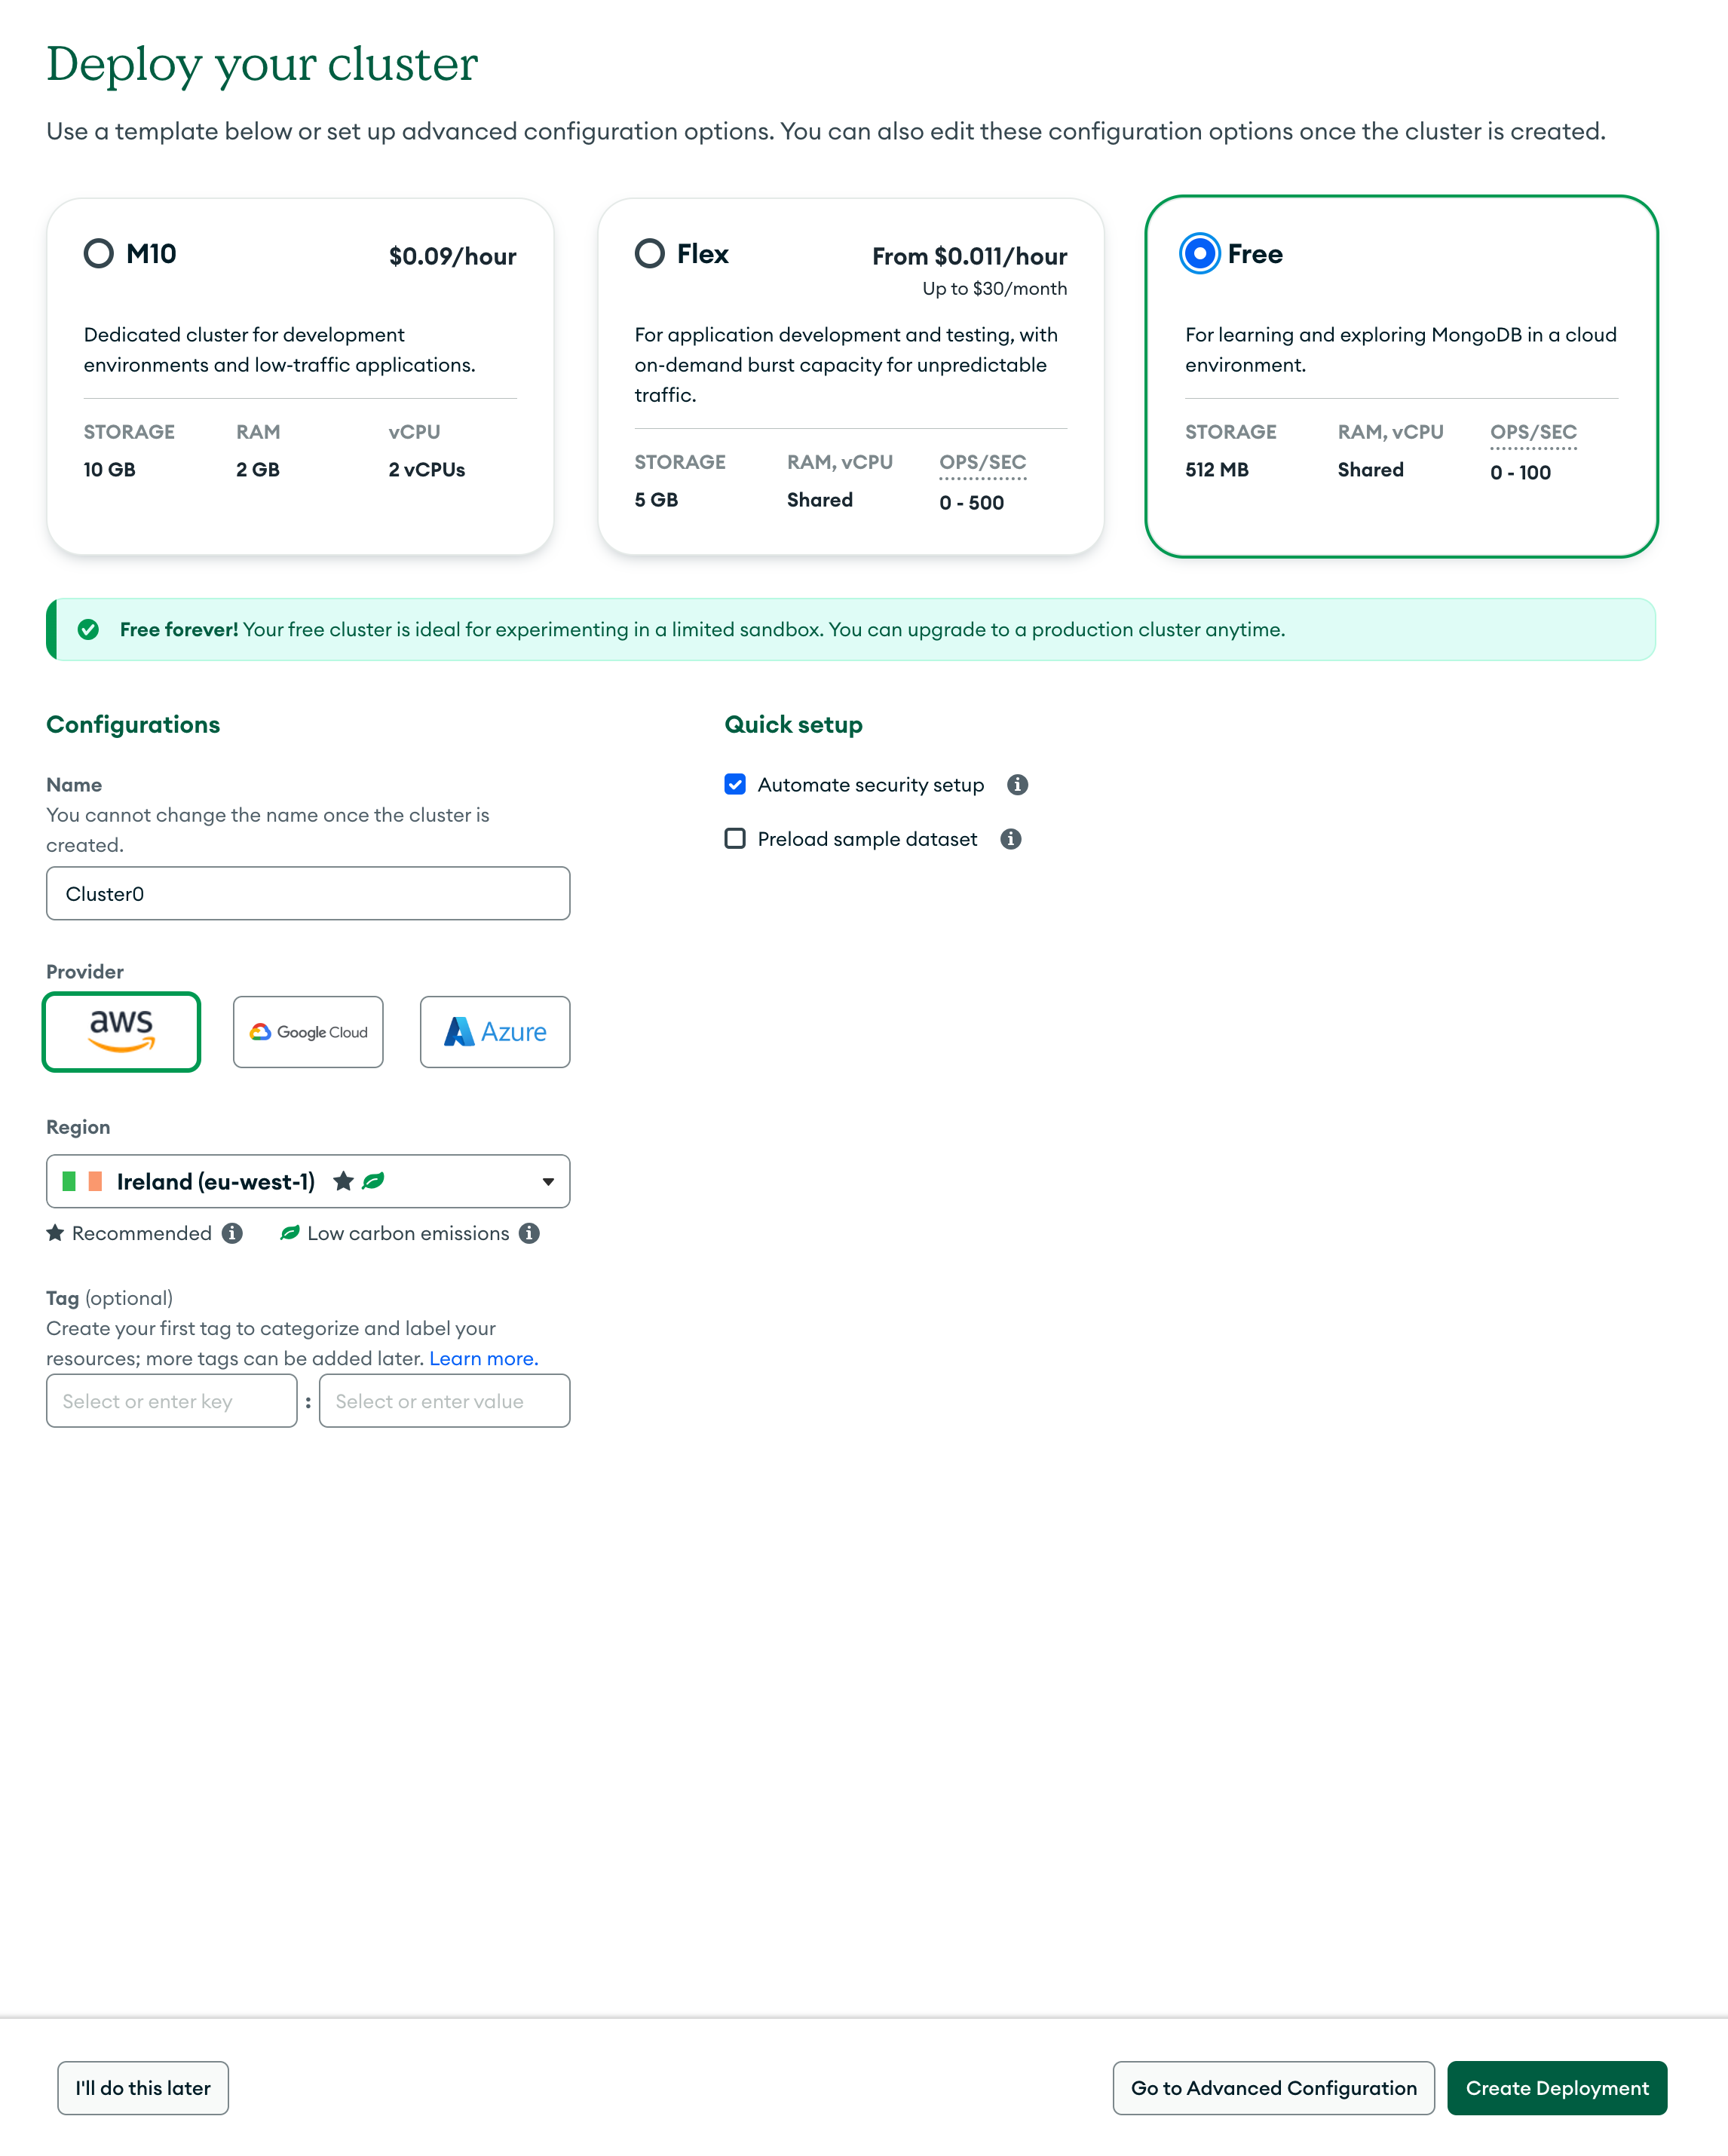 Deploy your cluster
Use a template below or set up advanced configuration options. You can also edit these configuration options once the cluster is created.
M10
$0.09/hour
Dedicated cluster for development
environments and low-traffic applications.
STORAGE RAM vCPU
10 GB 2 GB 2 vCPUs
Flex
From $0.011/hour
Up to $30/month
For application development and testing, with
on-demand burst capacity for unpredictable
traffic.
STORAGE RAM, vCPU OPS/SEC
5 GB Shared 0 - 500
Free
For learning and exploring MongoDB in a cloud
environment.
STORAGE RAM, vCPU OPS/SEC
512 MB Shared 0 - 100
Free forever! Your free cluster is ideal for experimenting in a limited sandbox. You can upgrade to a production cluster anytime.
Configurations
Name
You cannot change the name once the cluster is
created.
Cluster0
Provider
aws Google Cloud Azure
Region
Ireland (eu-west-1)
Recommended Low carbon emissions
Tag (optional)
Create your first tag to categorize and label your
resources; more tags can be added later. Learn more.
Select or enter key : Select or enter value
Quick setup
Automate security setup
Preload sample dataset
I'll do this later
Go to Advanced Configuration
Create Deployment